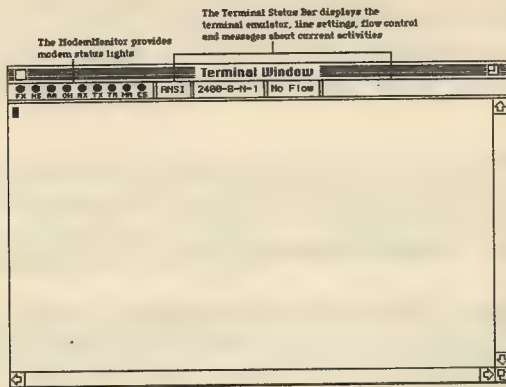 The Terminal Status Bar displays the
terminal emulator, line settings, flow control
and messages about current activities
The ModemMonitor provides
modem status lights
Terminal Window
FX HS AA OH RX TX TR MR CS ANSI 2400-8-N-1 No Flow